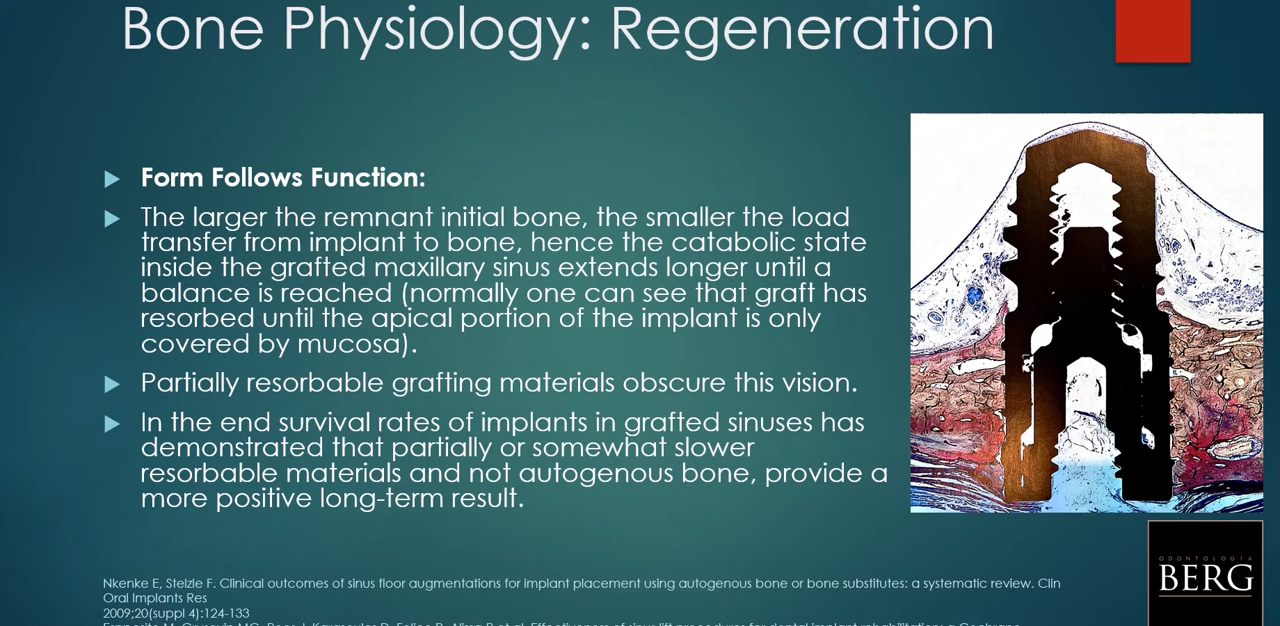 Bone Physiology: Regeneration
Form Follows Function:
The larger the remnant initial bone, the smaller the load
transfer from implant to bone, hence the catabolic state
inside the grafted maxillary sinus extends longer until a
balance is reached (normally one can see that graft has
resorbed until the apical portion of the implant is only
covered by mucosa).
Partially resorbable grafting materials obscure this vision.
In the end survival rates of implants in grafted sinuses has
demonstrated that partially or somewhat slower
resorbable materials and not autogenous bone, provide a
more positive long-term result.
Nkenke E, Stelzle F. Clinical outcomes of sinus floor augmentations for implant placement using autogenous bone or bone substitutes: a systematic review. Clin
Oral Implants Res
2009;20(suppl 4):124-133
ODONTOLOGIA
BERG